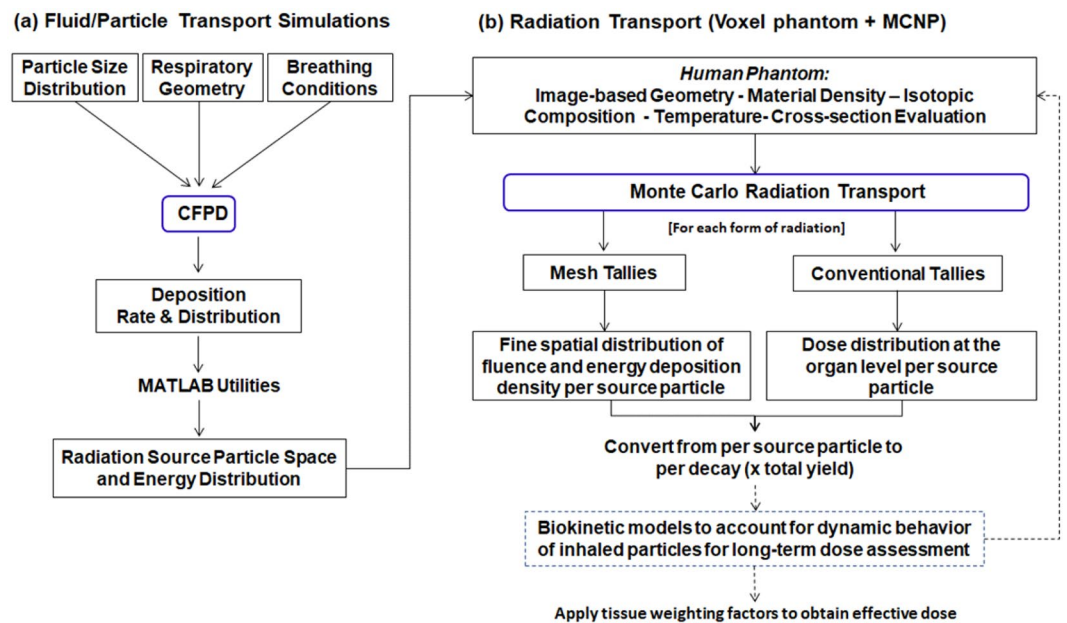 (a) Fluid/Particle Transport Simulations
Particle Size
Distribution
Respiratory
Geometry
Breathing
Conditions
CFPD
Deposition
Rate & Distribution
MATLAB Utilities
Radiation Source Particle Space
and Energy Distribution
(b) Radiation Transport (Voxel phantom + MCNP)
Human Phantom:
Image-based Geometry - Material Density – Isotopic
Composition - Temperature- Cross-section Evaluation
Monte Carlo Radiation Transport
[For each form of radiation]
Mesh Tallies
Conventional Tallies
Fine spatial distribution of
fluence and energy deposition
density per source particle
Dose distribution at the
organ level per source
particle
Convert from per source particle to
per decay (x total yield)
Biokinetic models to account for dynamic behavior
of inhaled particles for long-term dose assessment
Apply tissue weighting factors to obtain effective dose